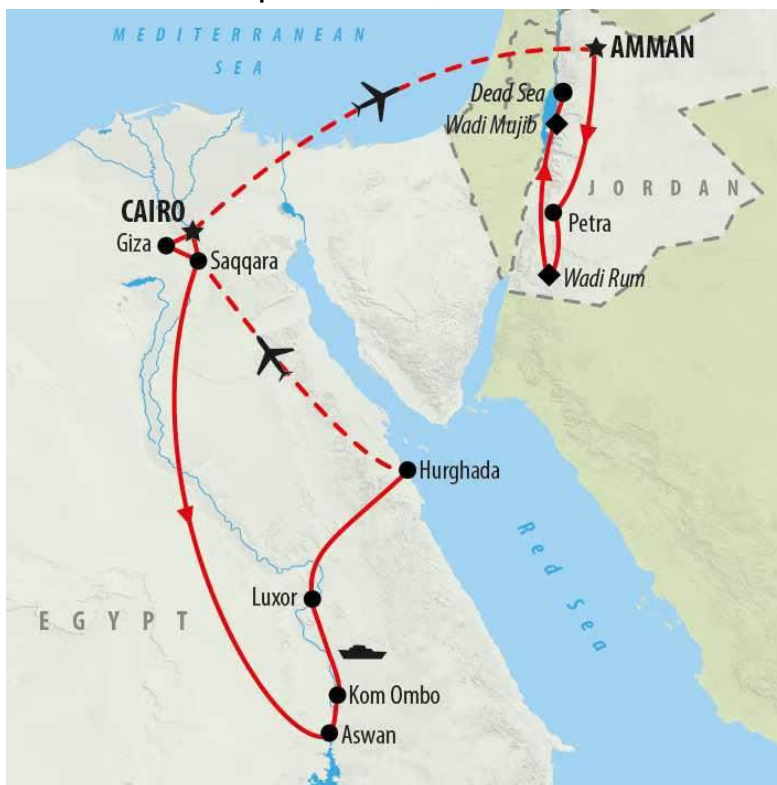 MEDITERRANEAN
SEA
AMMAN
Dead Sea
Wadi Mujib
JORDAN
CAIRO
Petra
Giza
Saqqara
Wadi Rum
Hurghada
Red Sea
Luxor
EGYPT
Kom Ombo
Aswan